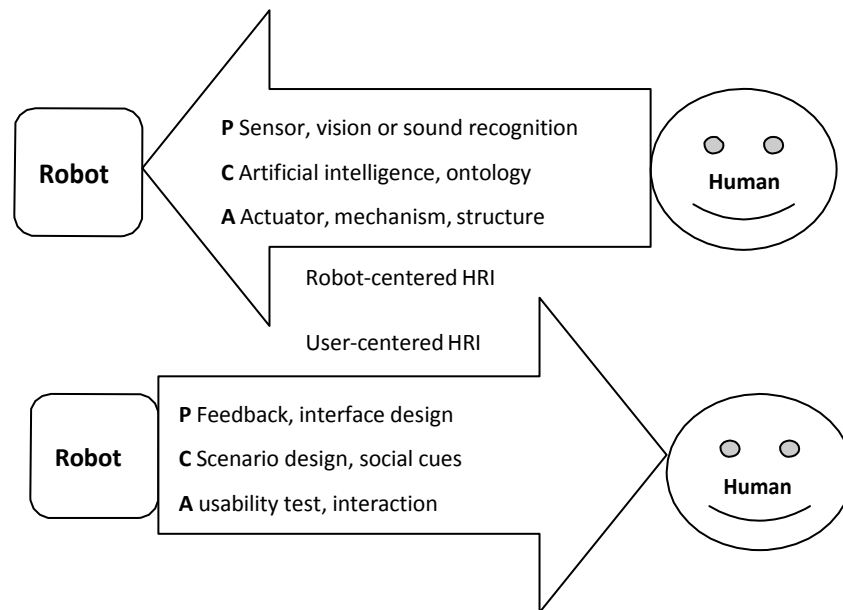 P Sensor, vision or sound recognition
Robot
C Artificial intelligence, ontology
Human
A Actuator, mechanism, structure
Robot-centered HRI
User-centered HRI
P Feedback, interface design
Robot
C Scenario design, social cues
A usability test, interaction
Human